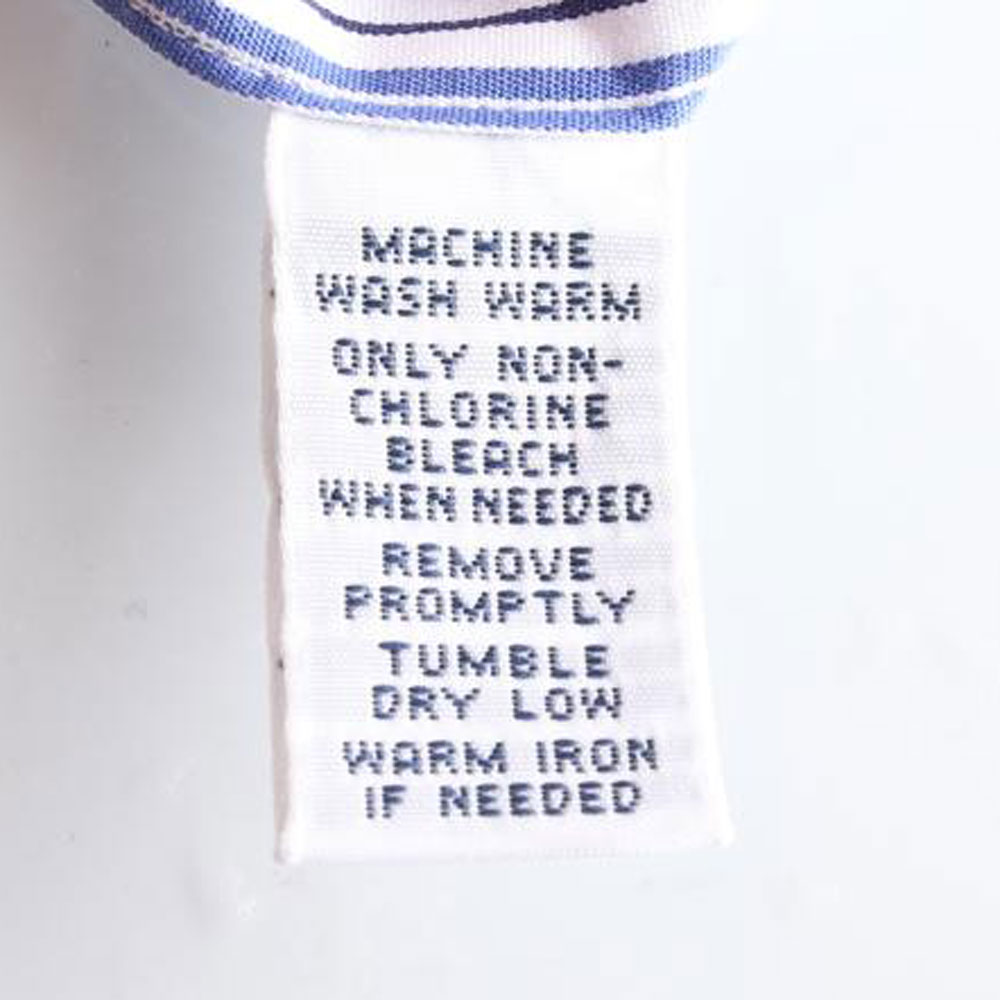 MACHINE
WASH WARM
ONLY NON-
CHLORINE
BLEACH
WHEN NEEDED
REMOVE
PROMPTLY
TUMBLE
DRY LOW
WARM IRON
IF NEEDED